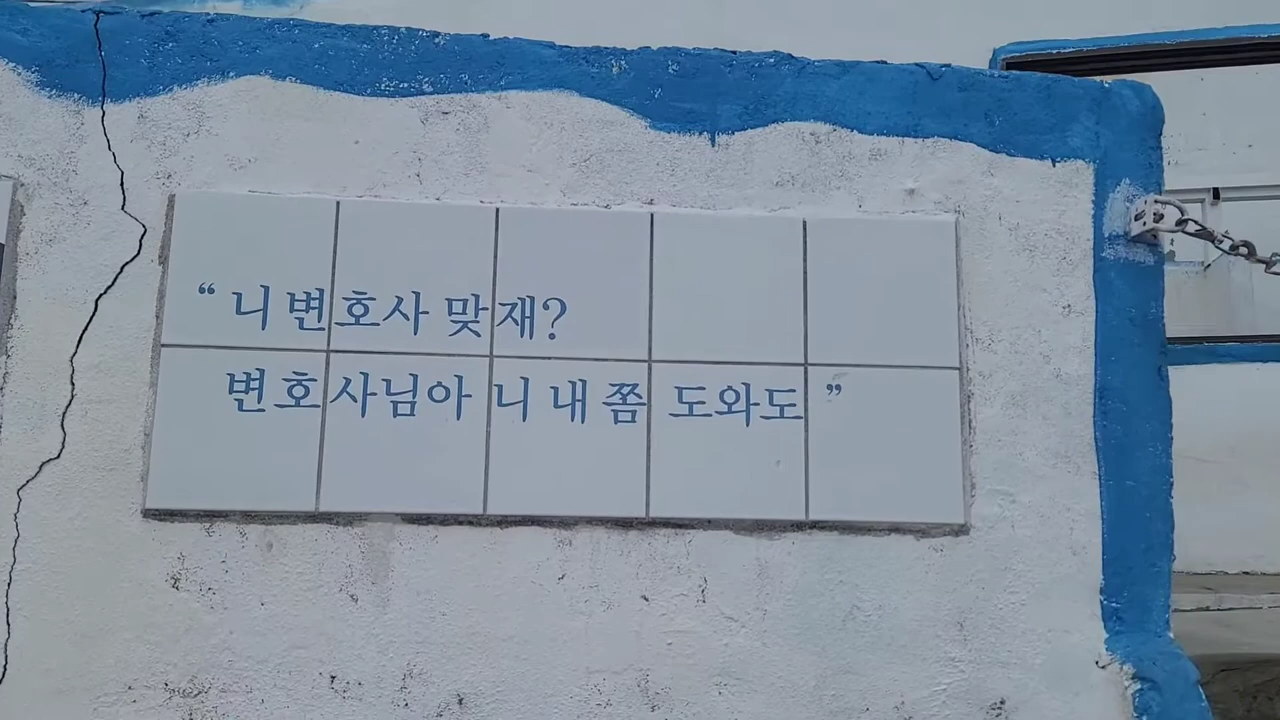 “ 니 변호사 맞재?
변호사님아 니 내 쫌 도와도 ”